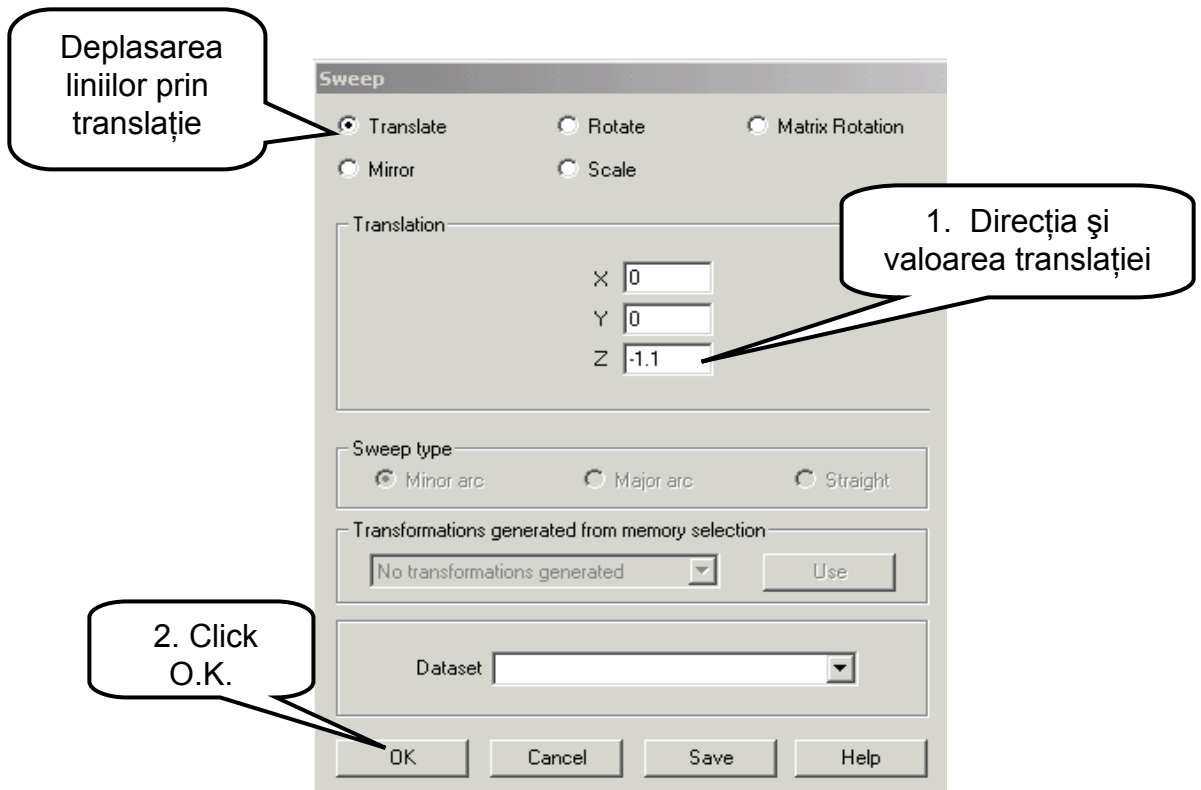 Deplasarea
liniilor prin
translație
Sweep
Translate Rotate Matrix Rotation
Mirror Scale
Translation
1. Direcția şi
valoarea translației
X 0
Y 0
Z -1.1
Sweep type
Minor arc Major arc Straight
Transformations generated from memory selection
No transformations generated Use
2. Click
O.K.
Dataset
OK Cancel Save Help